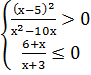 {(x-5)²/(x²-10x) > 0
(6+x)/(x+3) ≤ 0